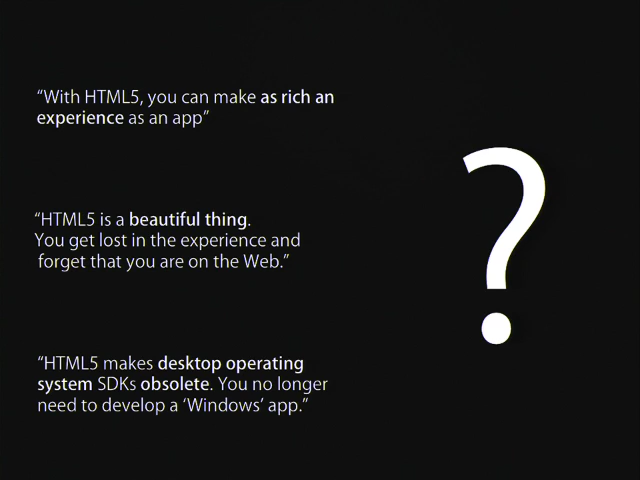 “With HTML5, you can make as rich an
experience as an app”
“HTML5 is a beautiful thing.
You get lost in the experience and
forget that you are on the Web.”
?
“HTML5 makes desktop operating
system SDKs obsolete. You no longer
need to develop a ‘Windows’ app.”